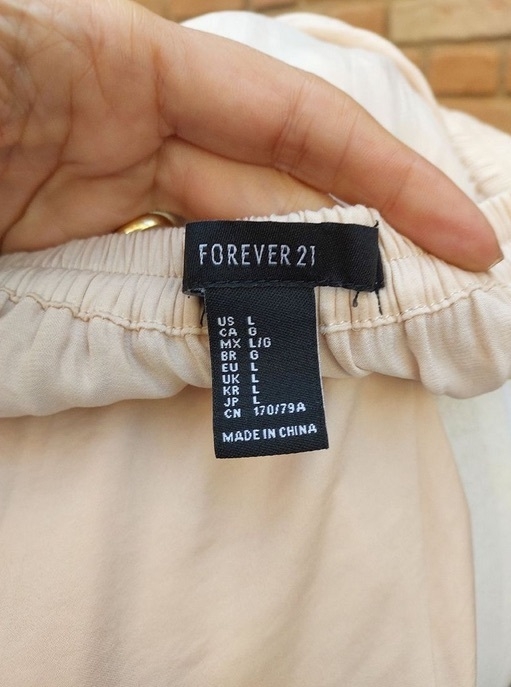 FOREVER 21
US L
CA G
MX L/G
BR G
EU L
UK L
KR L
JP L
CN 170/79A
MADE IN CHINA